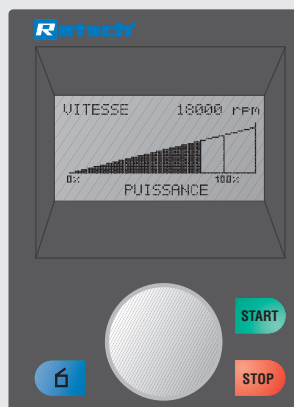 Retsch®
VITESSE 18000 rpm
0% 100%
PUISSANCE
START
STOP